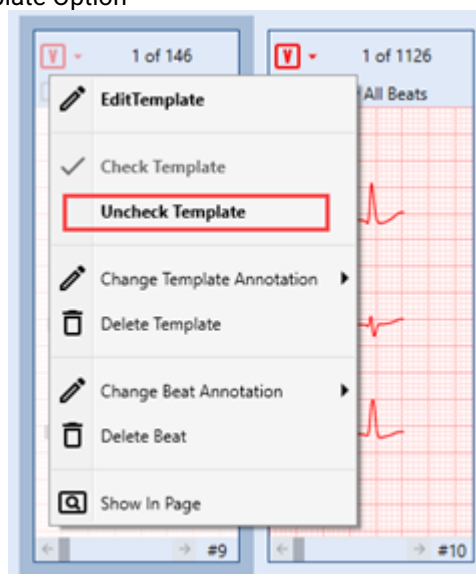 plate Option
V 1 of 146
V 1 of 1126
All Beats
EditTemplate
Check Template
Uncheck Template
Change Template Annotation
Delete Template
Change Beat Annotation
Delete Beat
Show In Page
#9
#10